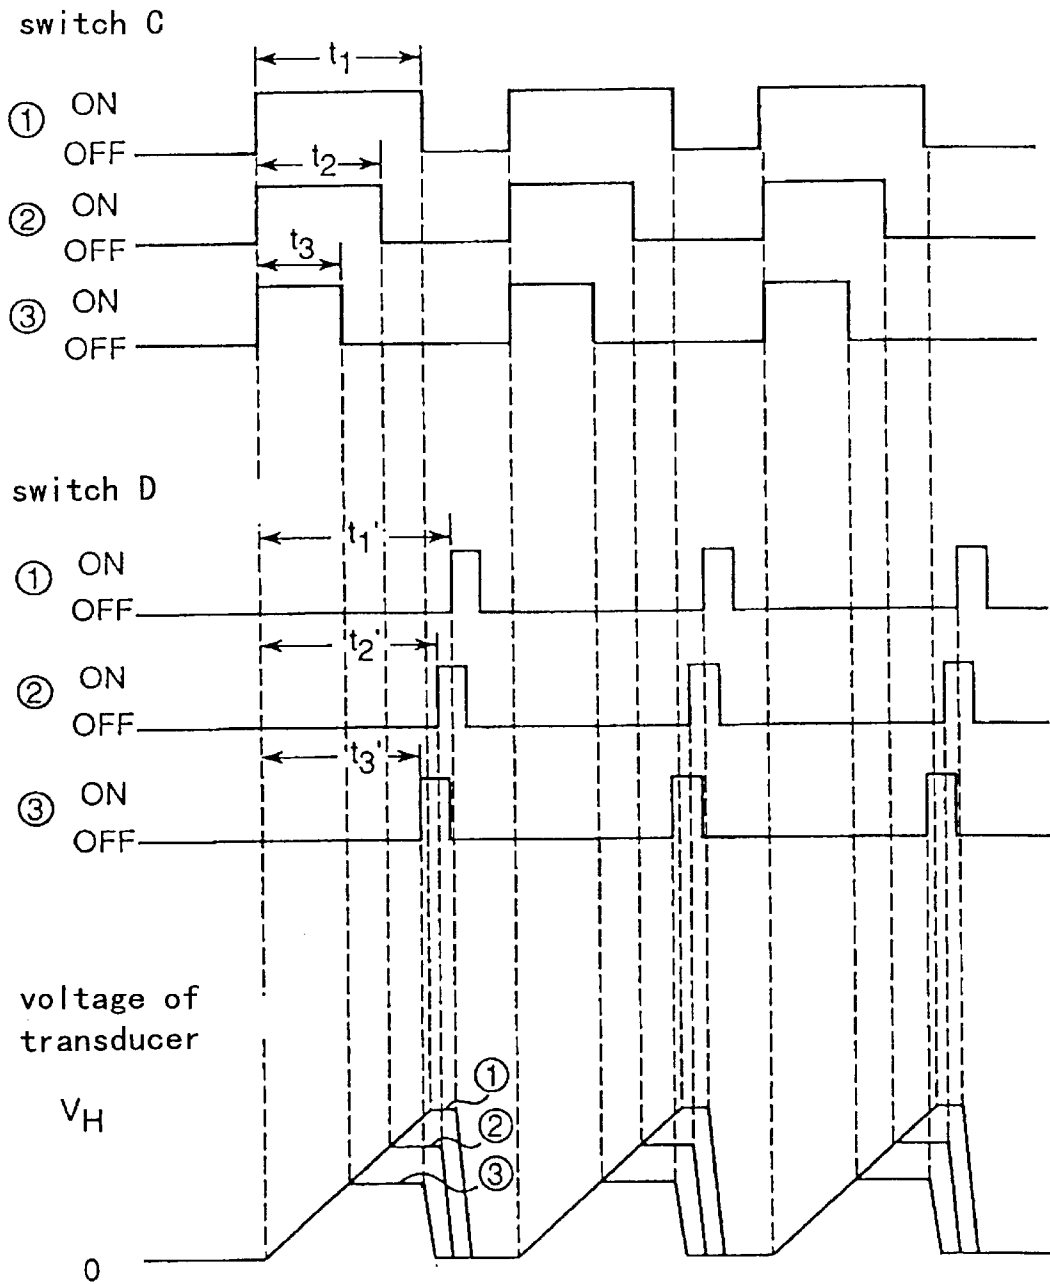 switch C
t1
① ON
OFF
t2
② ON
OFF
t3
③ ON
OFF
switch D
t1'
① ON
OFF
t2'
② ON
OFF
t3'
③ ON
OFF
voltage of
transducer
①
VH
②
③
0